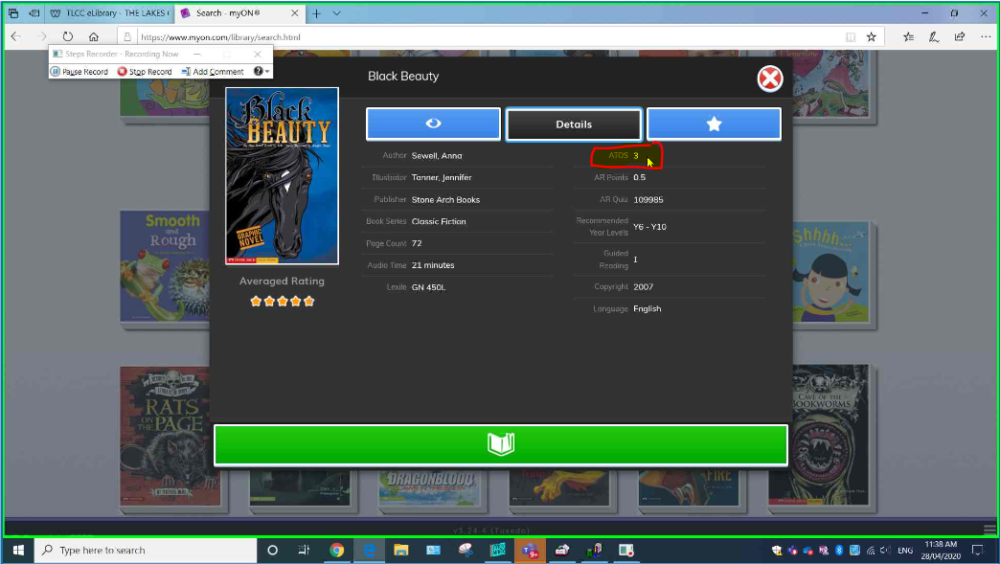 TLCC eLibrary - THE LAKES C
Search - myON®
https://www.myon.com/library/search.html
Steps Recorder - Recording Now
Pause Record
Stop Record
Add Comment
Black Beauty
Black
BEAUTY
GRAPHIC
NOVEL
Averaged Rating
Details
Author Sewell, Anna
Illustrator Tanner, Jennifer
Publisher Stone Arch Books
Book Series Classic Fiction
Page Count 72
Audio Time 21 minutes
Lexile GN 450L
ATOS 3
AR Points 0.5
AR Quiz 109985
Recommended
Year Levels Y6 - Y10
Guided
Reading I
Copyright 2007
Language English
Smooth
and
Rough
Shhhh....
RATS
ON THE
PAGE
DRAGONBLOOD
FIRE
CAVE OF THE
BOOKWORMS
v3.24.4 (Tuxedo)
Type here to search
9+
ENG
11:38 AM
28/04/2020